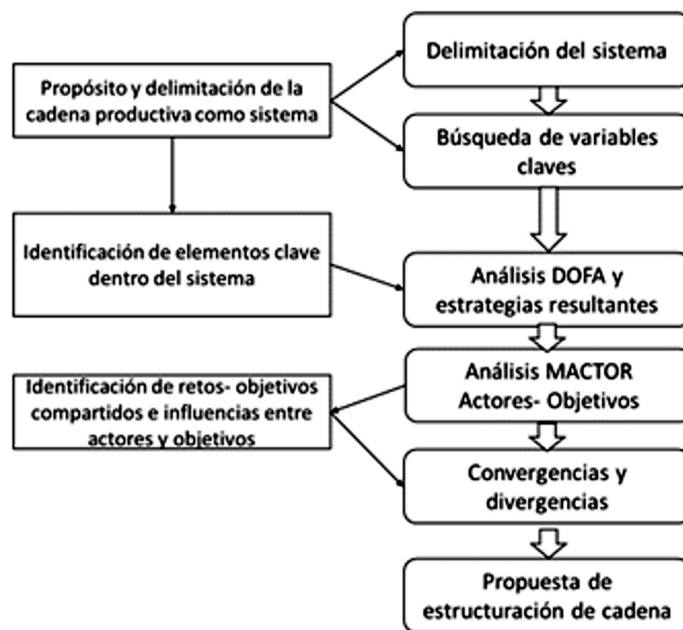 Delimitación del sistema
Propósito y delimitación de la
cadena productiva como sistema
Búsqueda de variables
claves
Identificación de elementos clave
dentro del sistema
Análisis DOFA y
estrategias resultantes
Análisis MACTOR
Actores- Objetivos
Identificación de retos- objetivos
compartidos e influencias entre
actores y objetivos
Convergencias y
divergencias
Propuesta de
estructuración de cadena